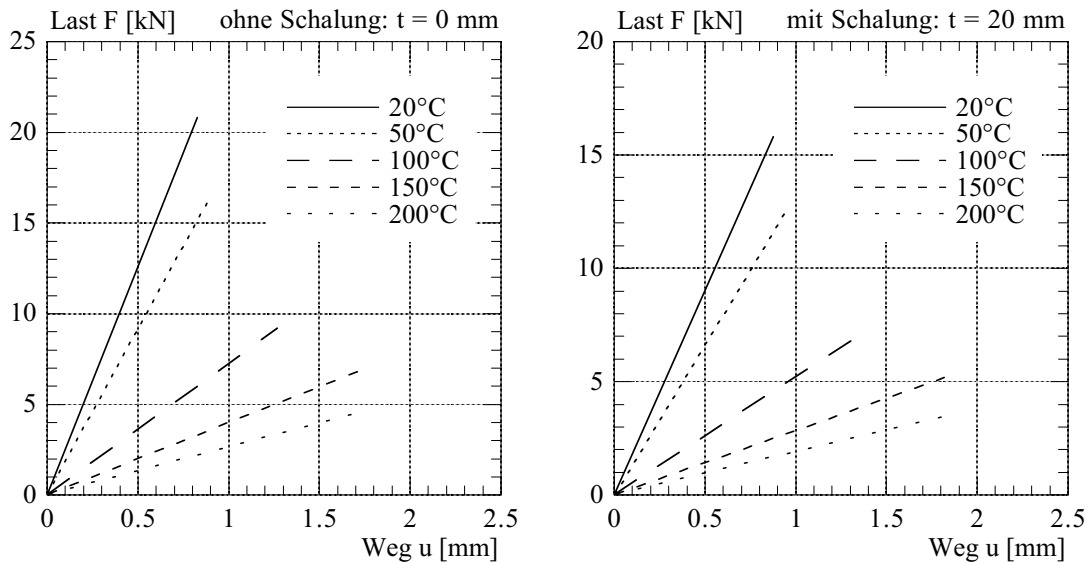 Last F [kN] ohne Schalung: t = 0 mm
25
20
15
10
5
0
20°C
50°C
100°C
150°C
200°C
0 0.5 1 1.5 2 2.5
Weg u [mm]
Last F [kN] mit Schalung: t = 20 mm
20
15
10
5
0
20°C
50°C
100°C
150°C
200°C
0 0.5 1 1.5 2 2.5
Weg u [mm]